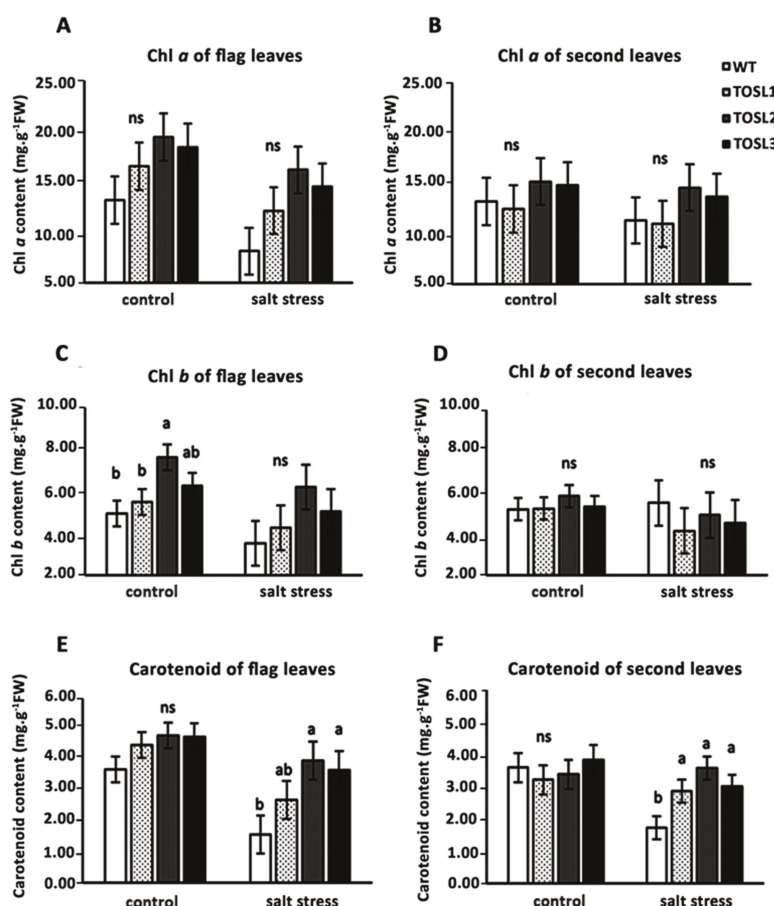 A
Chl a of flag leaves
Chl a content (mg.g-1FW)
25.00
20.00
15.00
10.00
5.00
ns
ns
control
salt stress
B
Chl a of second leaves
Chl a content (mg.g-1FW)
25.00
20.00
15.00
10.00
5.00
ns
ns
control
salt stress
WT
TOSL1
TOSL2
TOSL3
C
Chl b of flag leaves
Chl b content (mg.g-1FW)
10.00
8.00
6.00
4.00
2.00
b
b
a
ab
ns
control
salt stress
D
Chl b of second leaves
Chl b content (mg.g-1FW)
10.00
8.00
6.00
4.00
2.00
ns
ns
control
salt stress
E
Carotenoid of flag leaves
Carotenoid content (mg.g-1FW)
6.00
5.00
4.00
3.00
2.00
1.00
0.00
ns
b
ab
a
a
control
salt stress
F
Carotenoid of second leaves
Carotenoid content (mg.g-1FW)
6.00
5.00
4.00
3.00
2.00
1.00
0.00
ns
b
a
a
a
control
salt stress